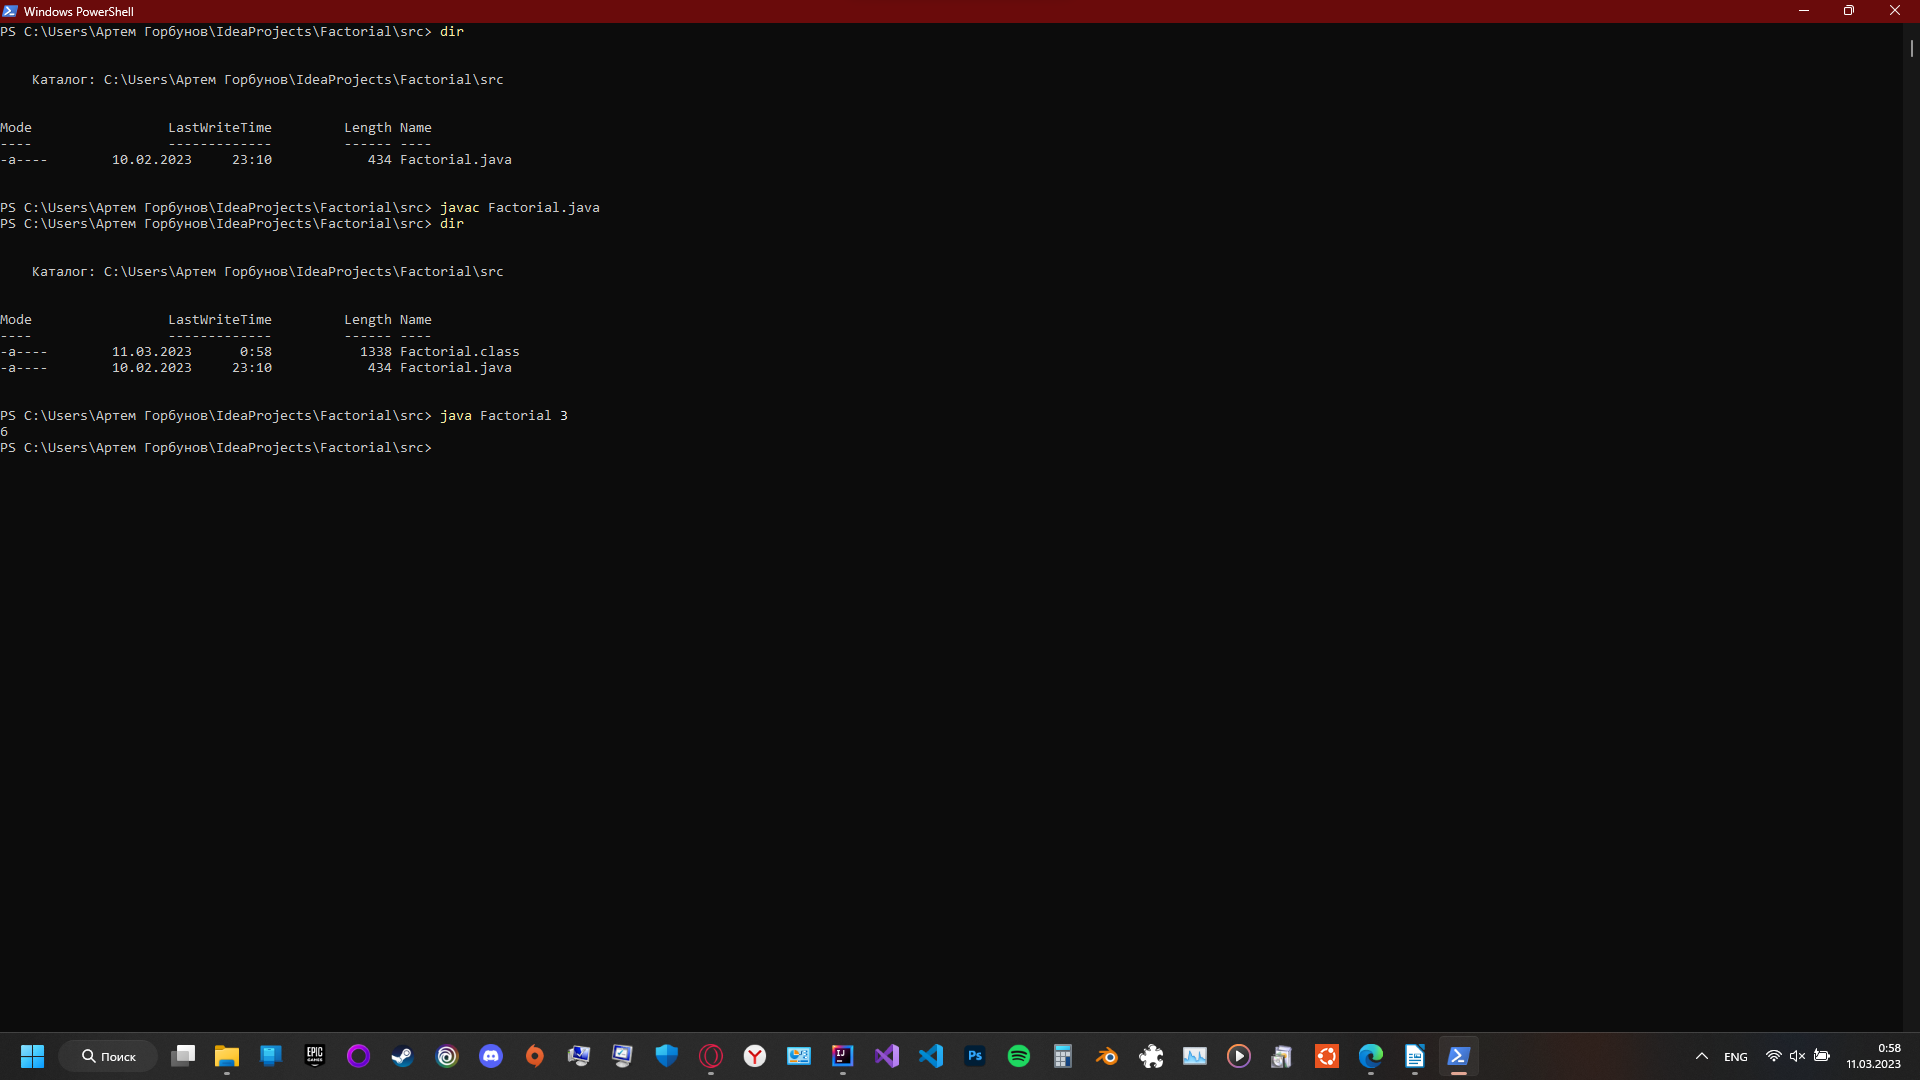 Windows PowerShell
PS C:\Users\Артем Горбунов\IdeaProjects\Factorial\src> dir
Каталог: C:\Users\Артем Горбунов\IdeaProjects\Factorial\src
Mode LastWriteTime Length Name
---- ------------- ------ ----
-a---- 10.02.2023 23:10 434 Factorial.java
PS C:\Users\Артем Горбунов\IdeaProjects\Factorial\src> javac Factorial.java
PS C:\Users\Артем Горбунов\IdeaProjects\Factorial\src> dir
Каталог: C:\Users\Артем Горбунов\IdeaProjects\Factorial\src
Mode LastWriteTime Length Name
---- ------------- ------ ----
-a---- 11.03.2023 0:58 1338 Factorial.class
-a---- 10.02.2023 23:10 434 Factorial.java
PS C:\Users\Артем Горбунов\IdeaProjects\Factorial\src> java Factorial 3
6
PS C:\Users\Артем Горбунов\IdeaProjects\Factorial\src>
Поиск
EPIC
GAMES
Y
IJ
Ps
ENG
0:58
11.03.2023